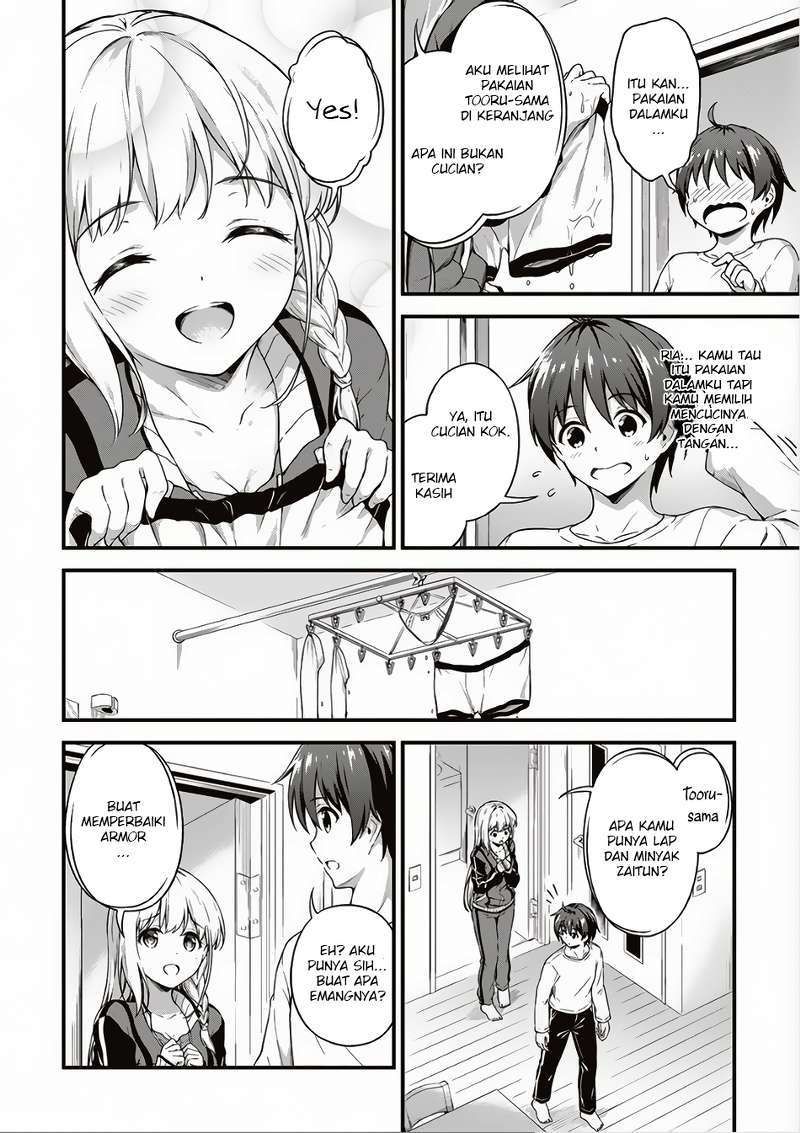 ITU KAN...
PAKAIAN
DALAMKU
...
AKU MELIHAT
PAKAIAN
TOORU-SAMA
DI KERANJANG
APA INI BUKAN
CUCIAN?
Yes!
RIA... KAMU TAU
ITU PAKAIAN
DALAMKU TAPI
KAMU MEMILIH
MENCUCINYA
DENGAN
TANGAN...
YA, ITU
CUCIAN KOK.
TERIMA
KASIH
Tooru-
sama
APA KAMU
PUNYA LAP
DAN MINYAK
ZAITUN?
EH? AKU
PUNYA SIH...
BUAT APA
EMANGNYA?
BUAT
MEMPERBAIKI
ARMOR
...